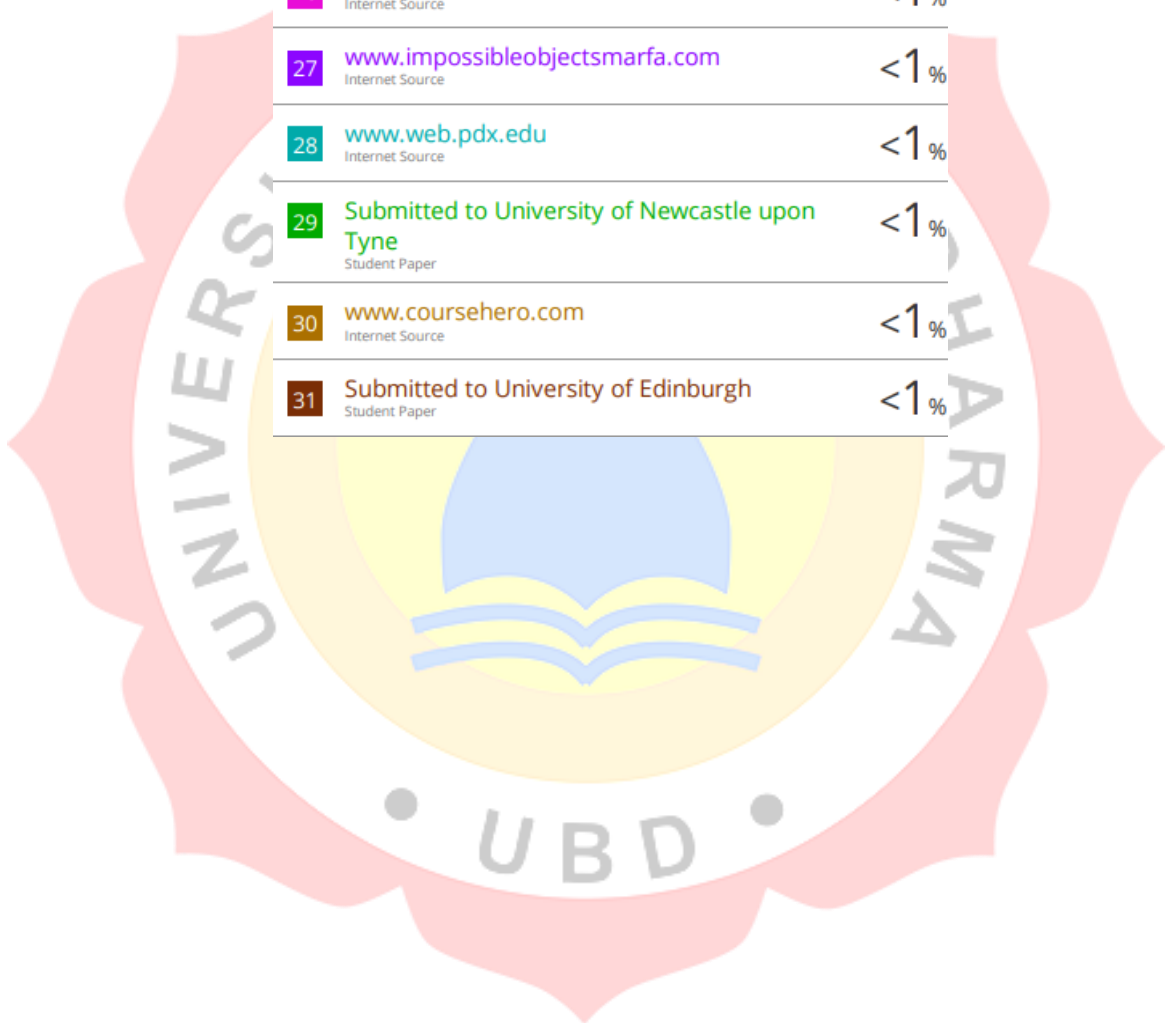 Internet Source
27 www.impossibleobjectsmarfa.com <1%
Internet Source
28 www.web.pdx.edu <1%
Internet Source
29 Submitted to University of Newcastle upon <1%
Tyne
Student Paper
30 www.coursehero.com <1%
Internet Source
31 Submitted to University of Edinburgh <1%
Student Paper
UBD